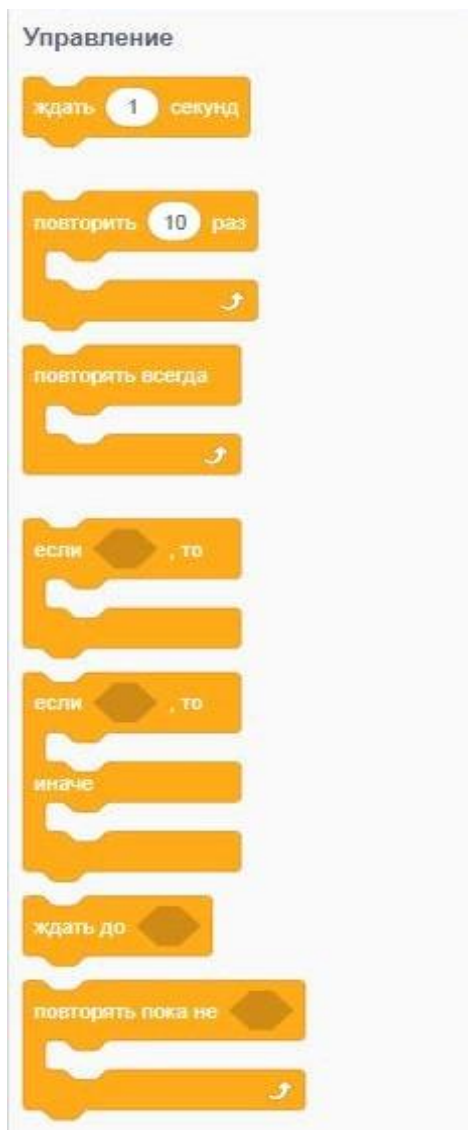 Управление
ждать 1 секунд
повторить 10 раз
повторять всегда
если , то
если , то
иначе
ждать до
повторять пока не